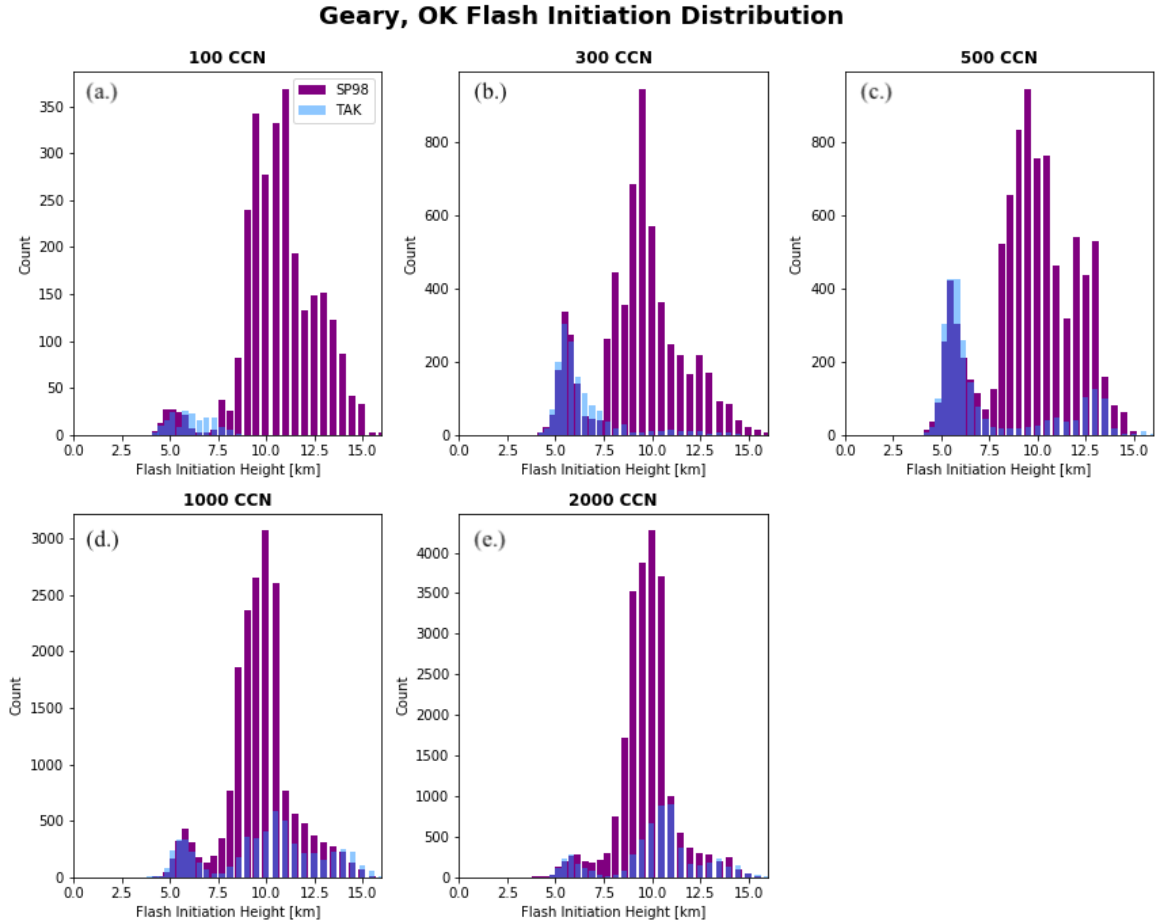 Geary, OK Flash Initiation Distribution
100 CCN
(a.)
SP98
TAK
Count
350
300
250
200
150
100
50
0
0.0 2.5 5.0 7.5 10.0 12.5 15.0
Flash Initiation Height [km]
300 CCN
(b.)
Count
800
600
400
200
0
0.0 2.5 5.0 7.5 10.0 12.5 15.0
Flash Initiation Height [km]
500 CCN
(c.)
Count
800
600
400
200
0
0.0 2.5 5.0 7.5 10.0 12.5 15.0
Flash Initiation Height [km]
1000 CCN
(d.)
Count
3000
2500
2000
1500
1000
500
0
0.0 2.5 5.0 7.5 10.0 12.5 15.0
Flash Initiation Height [km]
2000 CCN
(e.)
Count
4000
3500
3000
2500
2000
1500
1000
500
0
0.0 2.5 5.0 7.5 10.0 12.5 15.0
Flash Initiation Height [km]